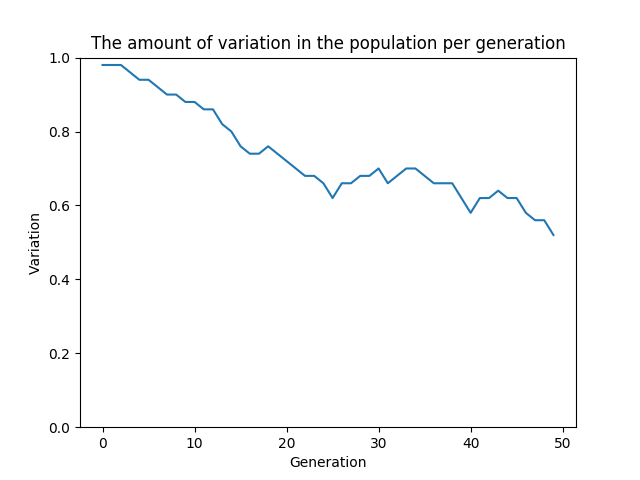 The amount of variation in the population per generation
1.0
0.8
0.6
0.4
0.2
0.0
Variation
0 10 20 30 40 50
Generation